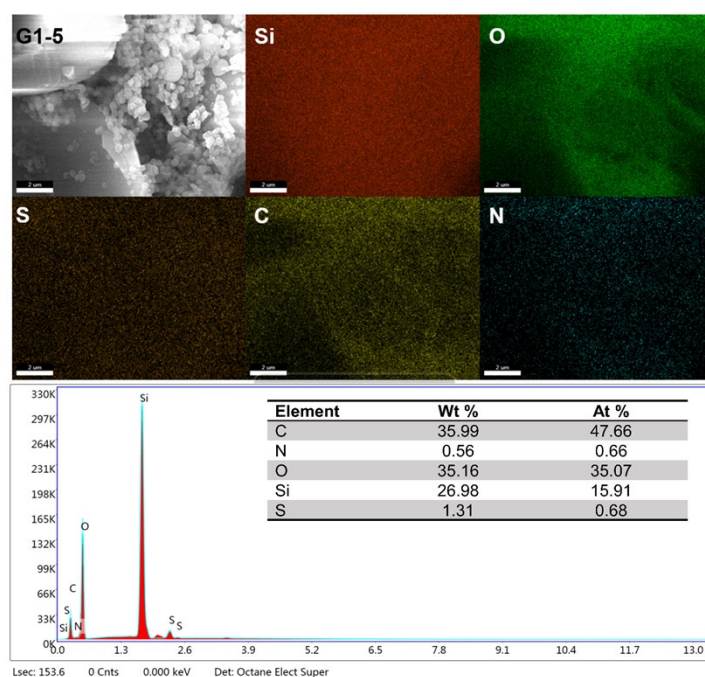 G1-5
2 um
Si
2 um
O
2 um
S
2 um
C
2 um
N
2 um
330K
297K
264K
231K
198K
165K
132K
99K
66K
33K
0K
Si
O
C
S
Si
N
S
S
Element Wt % At %
C 35.99 47.66
N 0.56 0.66
O 35.16 35.07
Si 26.98 15.91
S 1.31 0.68
0.0 1.3 2.6 3.9 5.2 6.5 7.8 9.1 10.4 11.7 13.0
Lsec: 153.6 0 Cnts 0.000 keV Det: Octane Elect Super